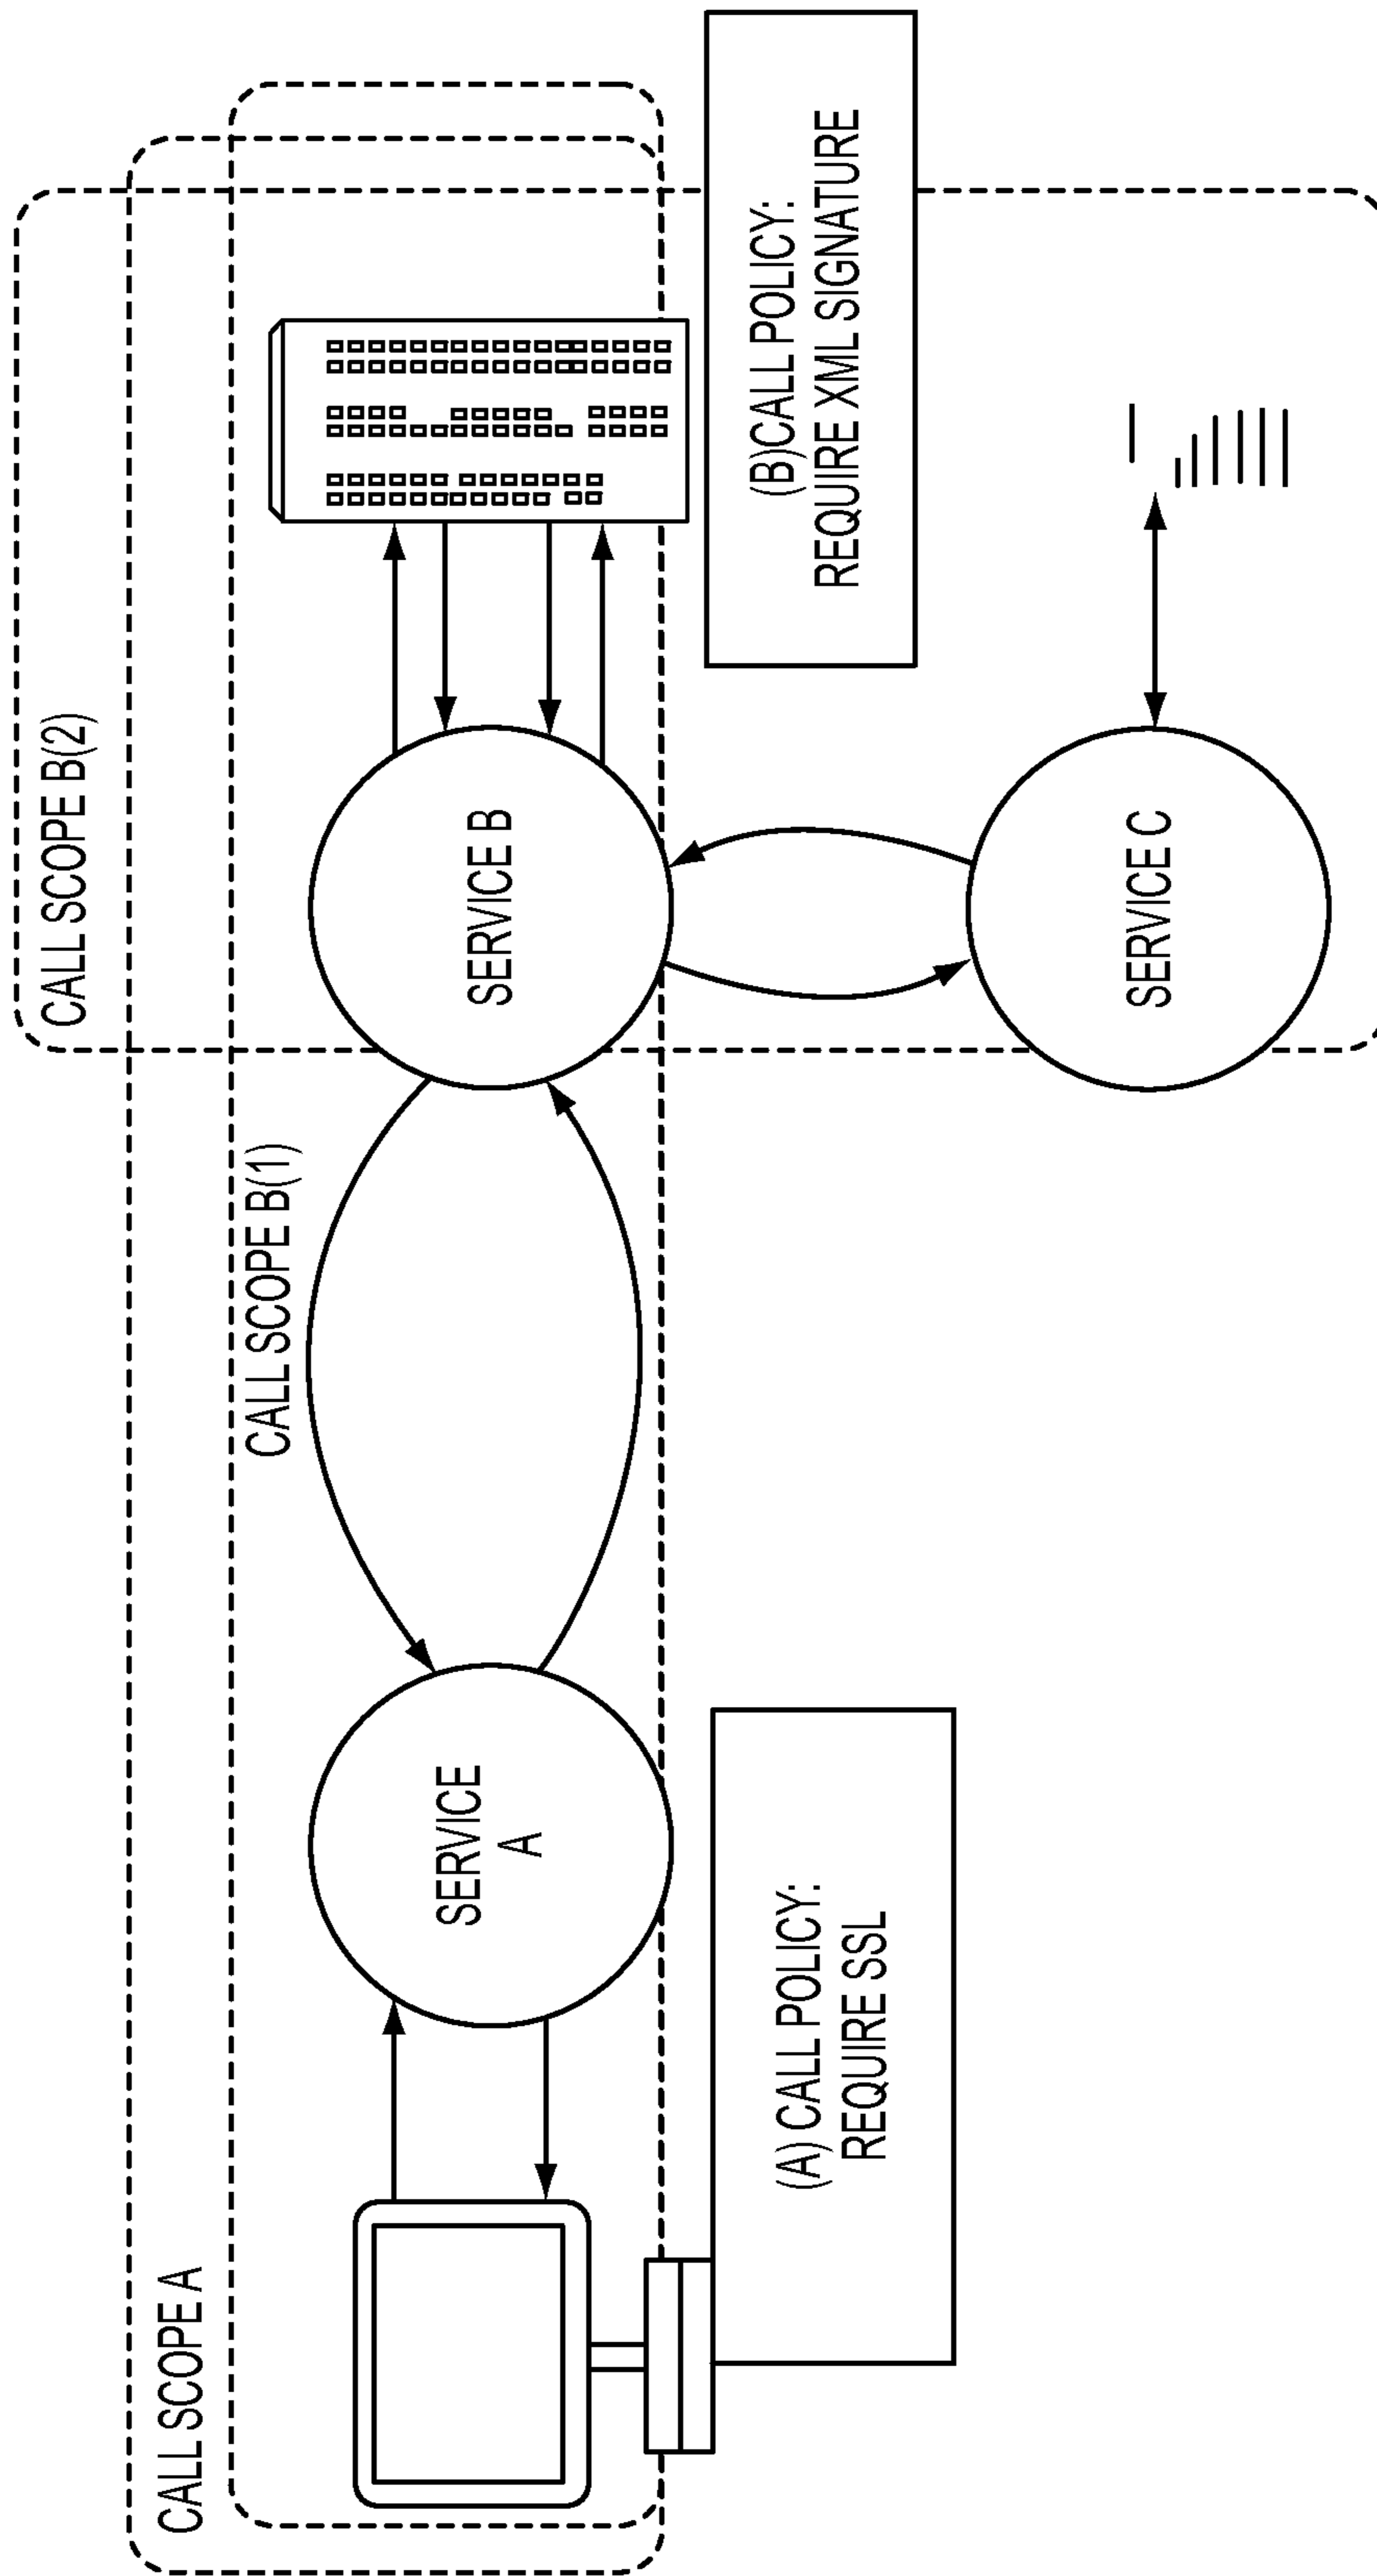 CALL SCOPE A
CALL SCOPE B(2)
CALL SCOPE B(1)
SERVICE
A
SERVICE B
(A) CALL POLICY:
REQUIRE SSL
(B)CALL POLICY:
REQUIRE XML SIGNATURE
SERVICE C